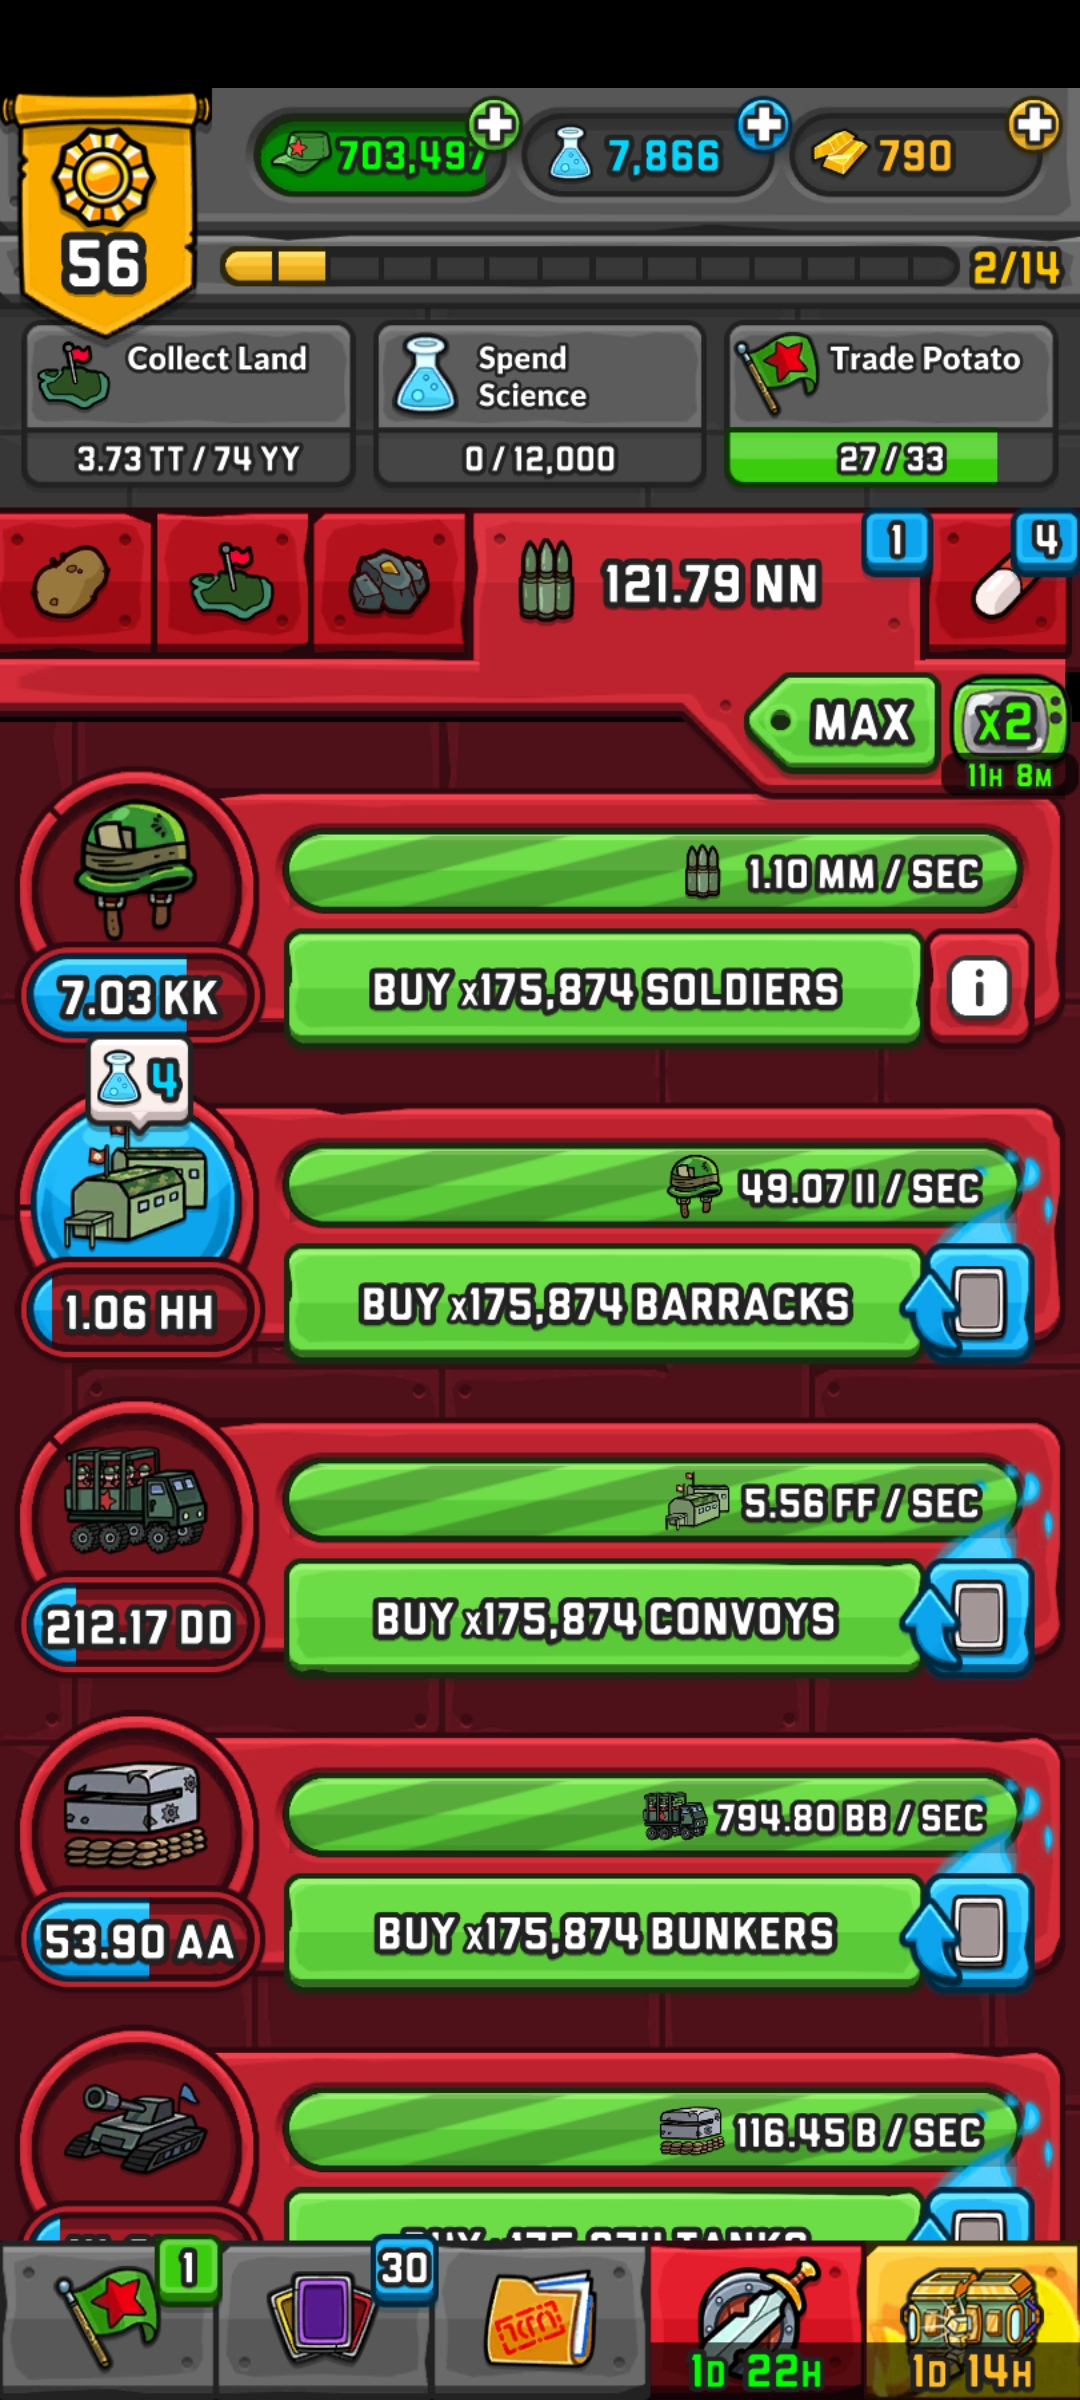 703,497
7,866
790
56
2/14
Collect Land
3.73 TT / 74 YY
Spend
Science
0 / 12,000
Trade Potato
27 / 33
121.79 NN
1
4
MAX
x2
11H 8M
1.10 MM / SEC
7.03 KK
BUY x175,874 SOLDIERS
i
4
49.07 II / SEC
1.06 HH
BUY x175,874 BARRACKS
5.56 FF / SEC
212.17 DD
BUY x175,874 CONVOYS
794.80 BB / SEC
53.90 AA
BUY x175,874 BUNKERS
116.45 B / SEC
BUY x175,874 TANKS
1
30
1D 22H
1D 14H